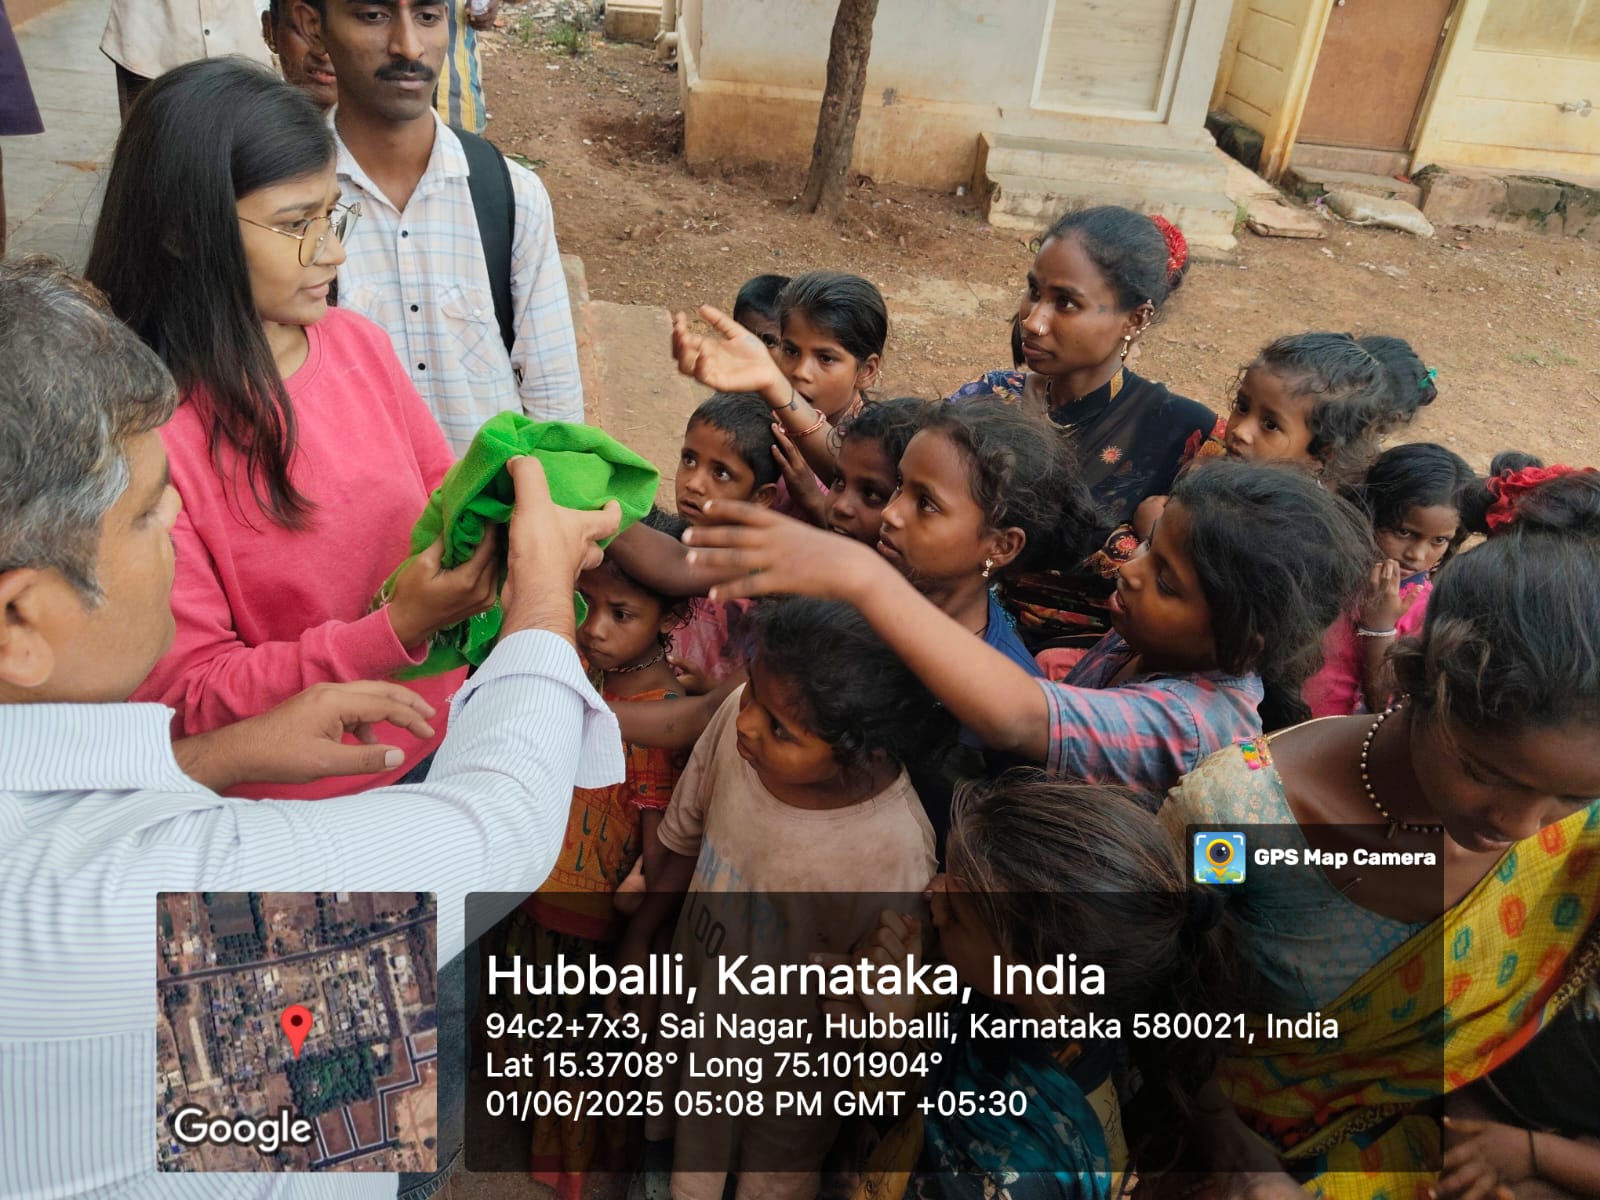 GPS Map Camera
Hubballi, Karnataka, India
94c2+7x3, Sai Nagar, Hubballi, Karnataka 580021, India
Lat 15.3708° Long 75.101904°
01/06/2025 05:08 PM GMT +05:30
Google